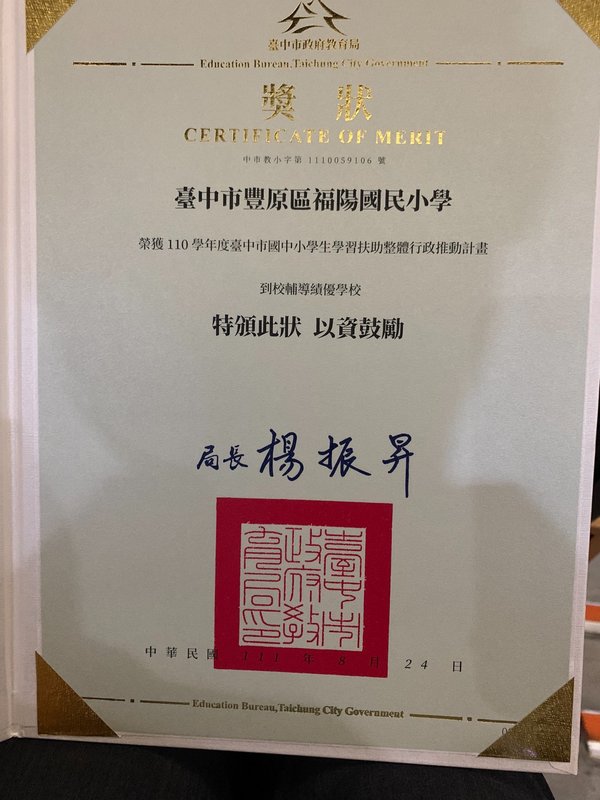 臺中市政府教育局
Education Bureau,Taichung City Government
獎狀
CERTIFICATE OF MERIT
中市教小字第 1110059106 號
臺中市豐原區福陽國民小學
榮獲 110 學年度臺中市國中小學生學習扶助整體行政推動計畫
到校輔導績優學校
特頒此狀 以資鼓勵
局長 楊振昇
臺中市政府教育局印
中華民國 111 年 8 月 24 日
Education Bureau,Taichung City Government